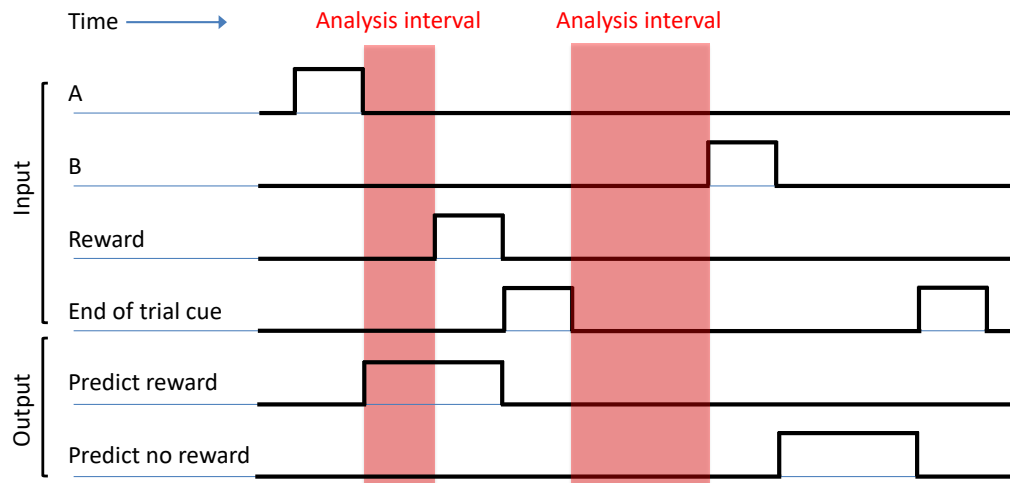 Time
Analysis interval
Analysis interval
Input
A
B
Reward
End of trial cue
Output
Predict reward
Predict no reward